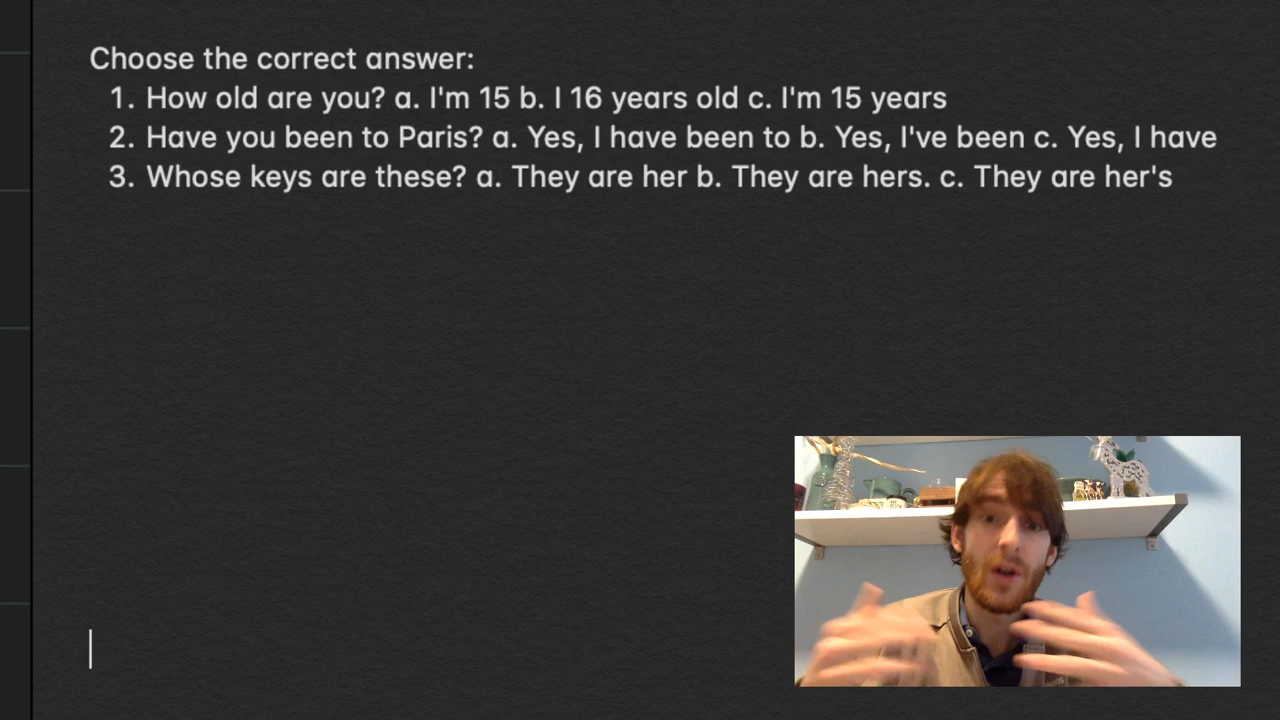 Choose the correct answer:
1. How old are you? a. I'm 15 b. I 16 years old c. I'm 15 years
2. Have you been to Paris? a. Yes, I have been to b. Yes, I've been c. Yes, I have
3. Whose keys are these? a. They are her b. They are hers. c. They are her's